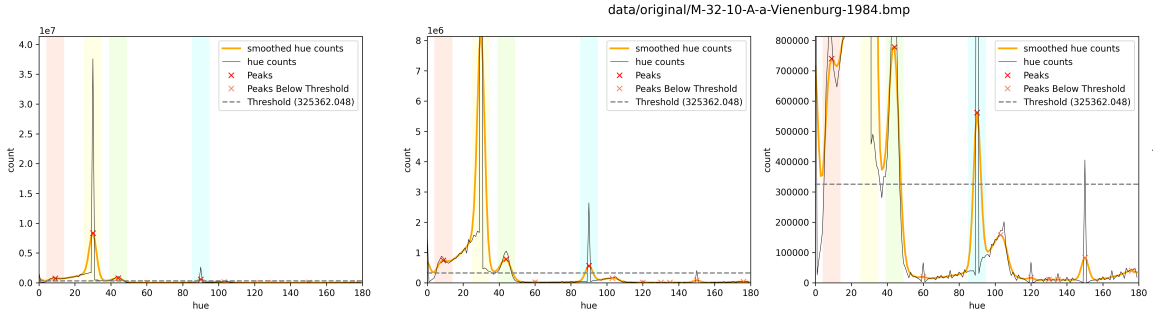 data/original/M-32-10-A-a-Vienenburg-1984.bmp
1e7
4.0
3.5
3.0
2.5
2.0
1.5
1.0
0.5
0.0
count
0 20 40 60 80 100 120 140 160 180
hue
smoothed hue counts
hue counts
Peaks
Peaks Below Threshold
Threshold (325362.048)
1e6
8
7
6
5
4
3
2
1
0
count
0 20 40 60 80 100 120 140 160 180
hue
smoothed hue counts
hue counts
Peaks
Peaks Below Threshold
Threshold (325362.048)
800000
700000
600000
500000
400000
300000
200000
100000
0
count
0 20 40 60 80 100 120 140 160 180
hue
smoothed hue counts
hue counts
Peaks
Peaks Below Threshold
Threshold (325362.048)